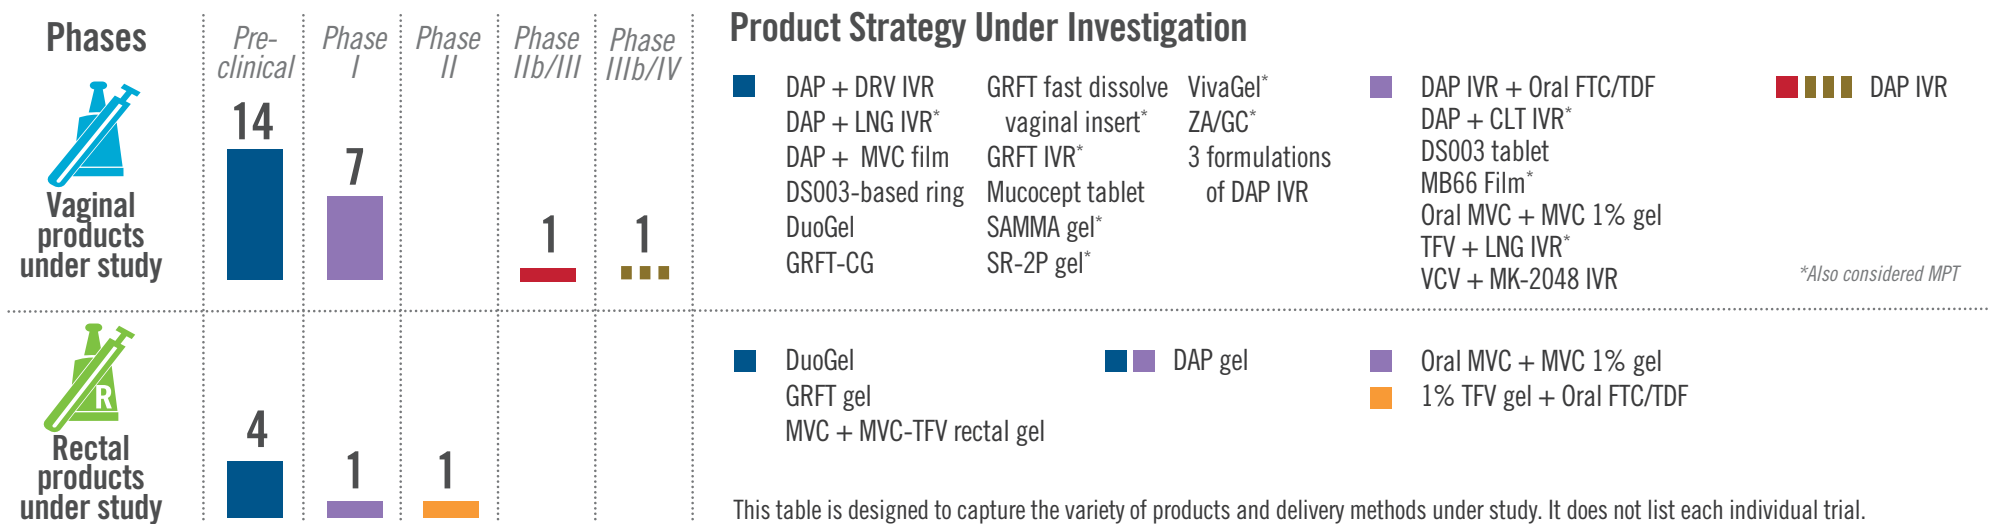 Phases
Pre-
clinical
Phase
I
Phase
II
Phase
IIb/III
Phase
IIIb/IV
Product Strategy Under Investigation
14
7
1
1
Vaginal
products
under study
DAP + DRV IVR
DAP + LNG IVR*
DAP + MVC film
DS003-based ring
DuoGel
GRFT-CG
GRFT fast dissolve
vaginal insert*
GRFT IVR*
Mucocept tablet
SAMMA gel*
SR-2P gel*
VivaGel*
ZA/GC*
3 formulations
of DAP IVR
DAP IVR + Oral FTC/TDF
DAP + CLT IVR*
DS003 tablet
MB66 Film*
Oral MVC + MVC 1% gel
TFV + LNG IVR*
VCV + MK-2048 IVR
DAP IVR
*Also considered MPT
R
Rectal
products
under study
4
1
1
DuoGel
GRFT gel
MVC + MVC-TFV rectal gel
DAP gel
Oral MVC + MVC 1% gel
1% TFV gel + Oral FTC/TDF
This table is designed to capture the variety of products and delivery methods under study. It does not list each individual trial.